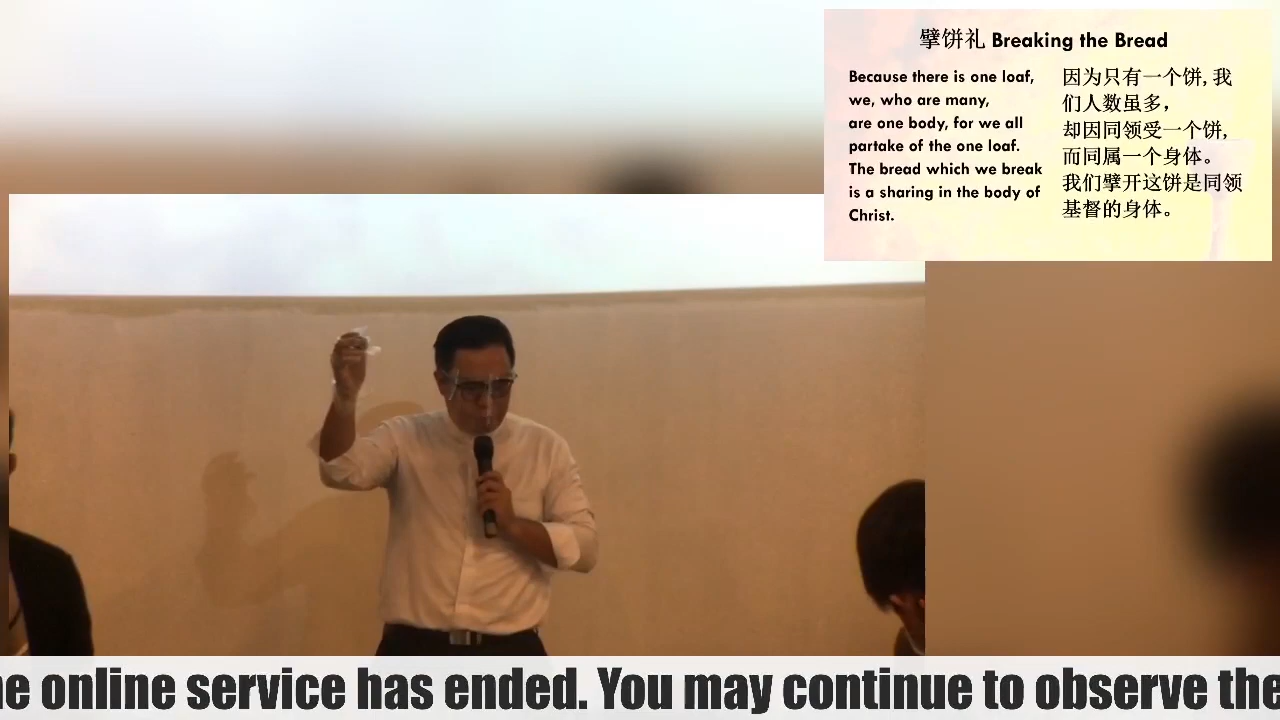 擘饼礼 Breaking the Bread
Because there is one loaf,
we, who are many,
are one body, for we all
partake of the one loaf.
The bread which we break
is a sharing in the body of
Christ.
因为只有一个饼, 我
们人数虽多，
却因同领受一个饼,
而同属一个身体。
我们擘开这饼是同领
基督的身体。
he online service has ended. You may continue to observe the